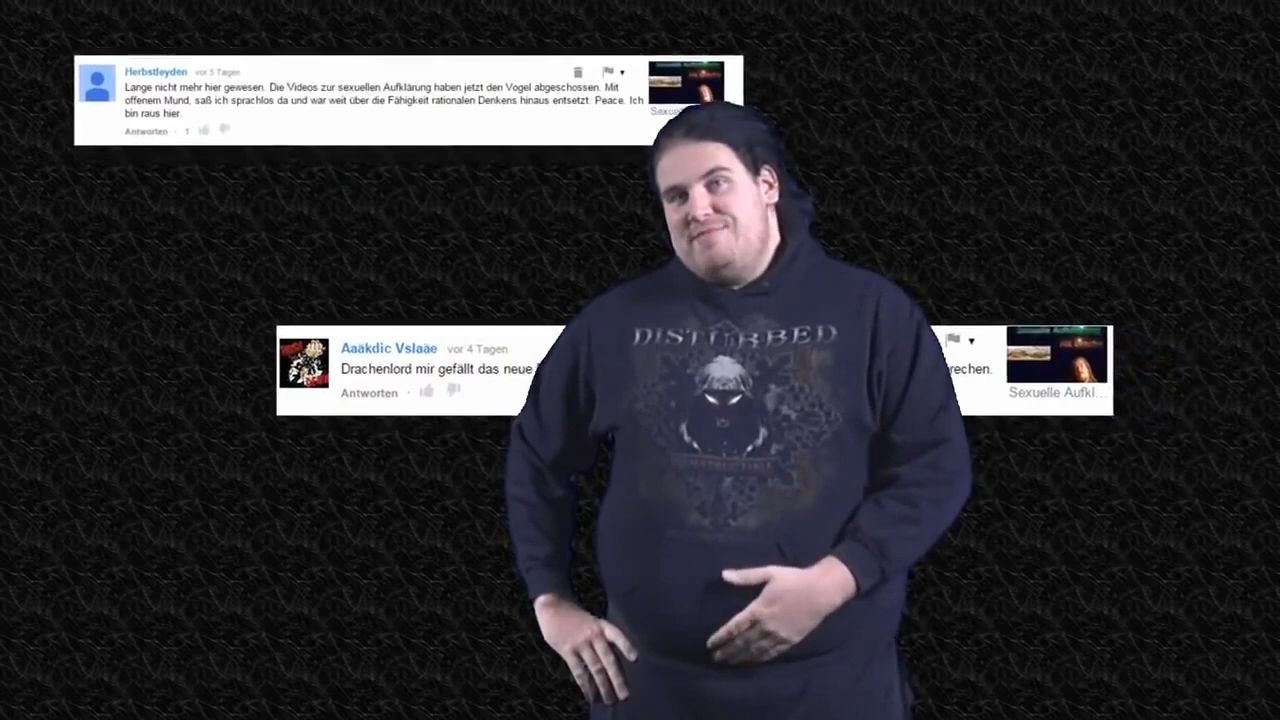 Herbstleyden vor 5 Tagen
Lange nicht mehr hier gewesen. Die Videos zur sexuellen Aufklärung haben jetzt den Vogel abgeschossen. Mit
offenem Mund, saß ich sprachlos da und war weit über die Fähigkeit rationalen Denkens hinaus entsetzt. Peace. Ich
bin raus hier.
Antworten · 1
Aaäkdic Vslaäe vor 4 Tagen
Drachenlord mir gefällt das neue rechen.
Antworten ·
Sexuelle Aufkl...
DISTURBED